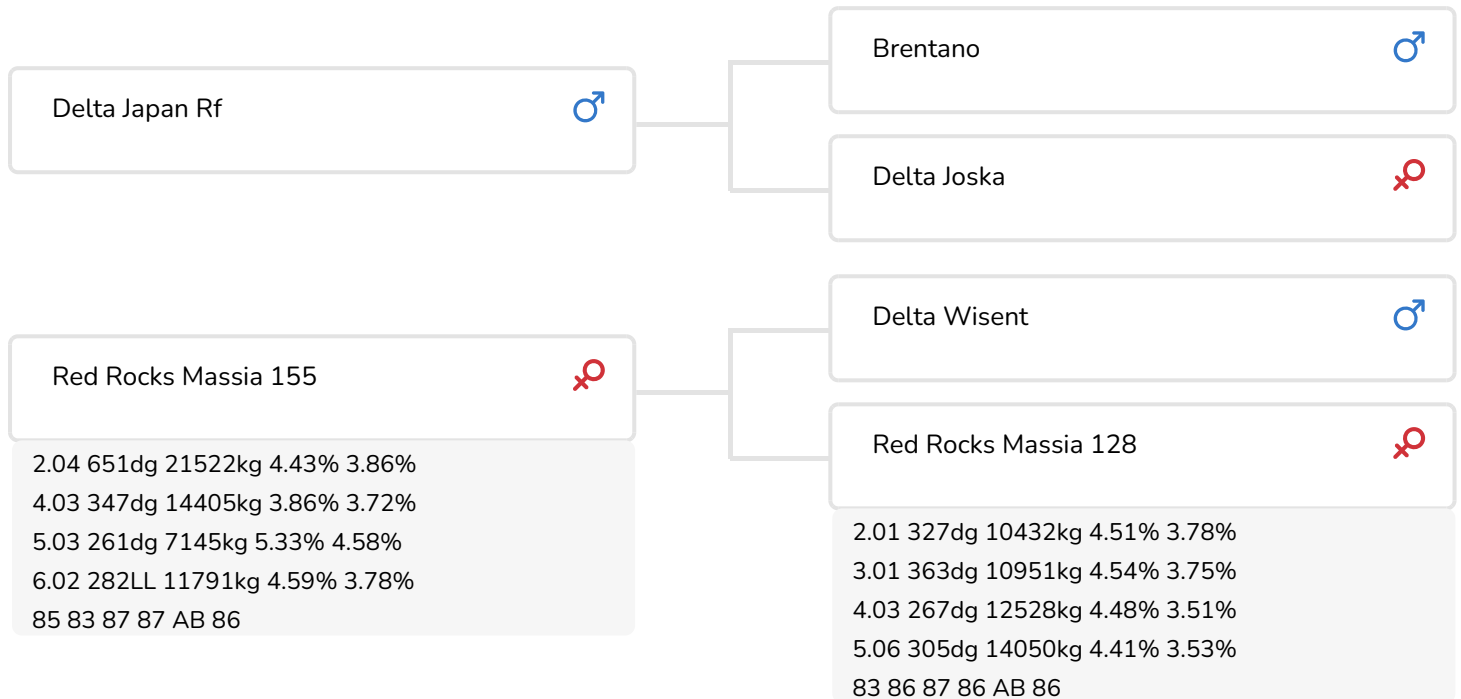 Delta Japan Rf
Brentano
Delta Joska
Red Rocks Massia 155
2.04 651dg 21522kg 4.43% 3.86%
4.03 347dg 14405kg 3.86% 3.72%
5.03 261dg 7145kg 5.33% 4.58%
6.02 282LL 11791kg 4.59% 3.78%
85 83 87 87 AB 86
Delta Wisent
Red Rocks Massia 128
2.01 327dg 10432kg 4.51% 3.78%
3.01 363dg 10951kg 4.54% 3.75%
4.03 267dg 12528kg 4.48% 3.51%
5.06 305dg 14050kg 4.41% 3.53%
83 86 87 86 AB 86